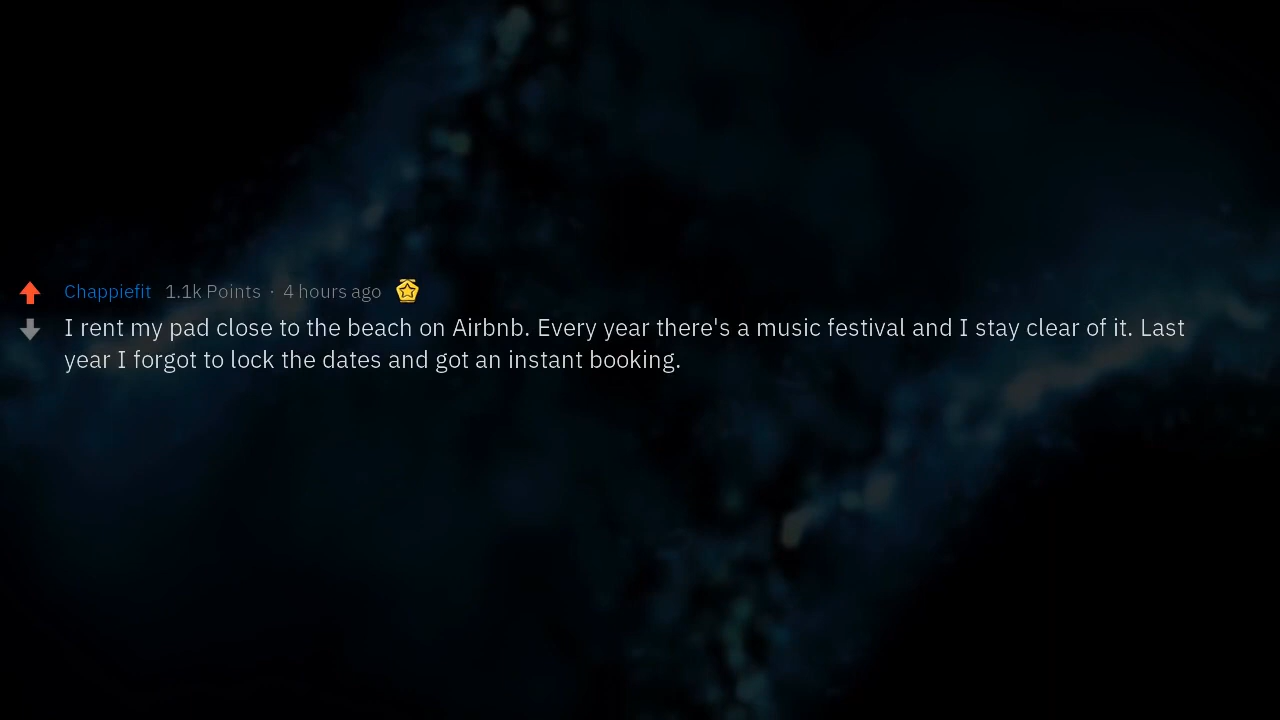 Chappiefit 1.1k Points · 4 hours ago
I rent my pad close to the beach on Airbnb. Every year there's a music festival and I stay clear of it. Last
year I forgot to lock the dates and got an instant booking.